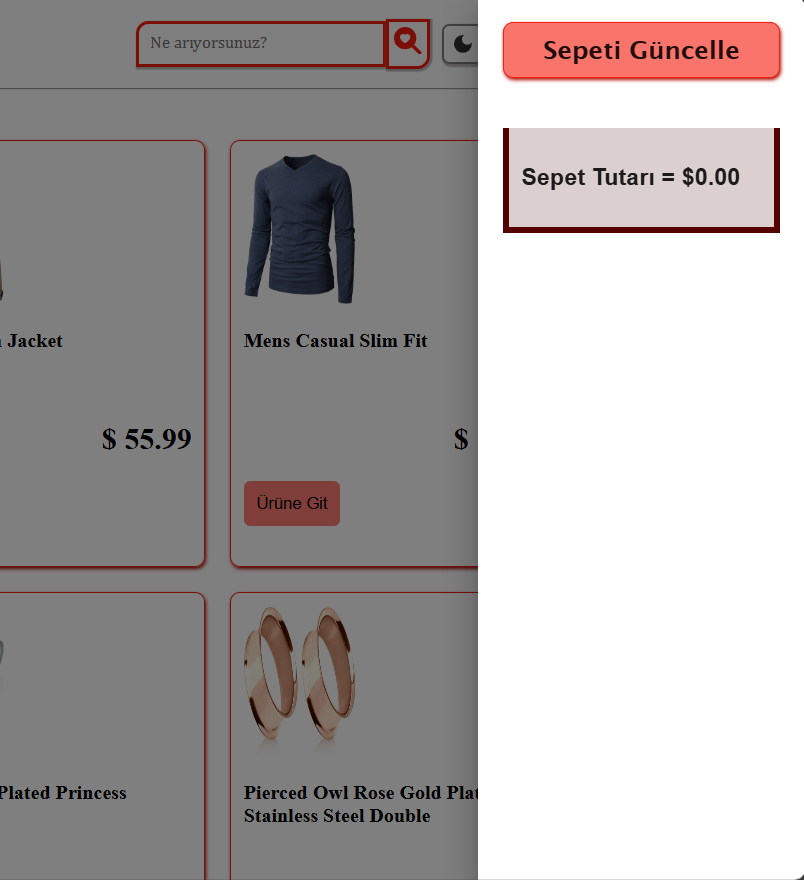 Ne arıyorsunuz?
Sepeti Güncelle
Sepet Tutarı = $0.00
Jacket
Mens Casual Slim Fit
$ 55.99
$
Ürüne Git
Plated Princess
Pierced Owl Rose Gold
Stainless Steel Double